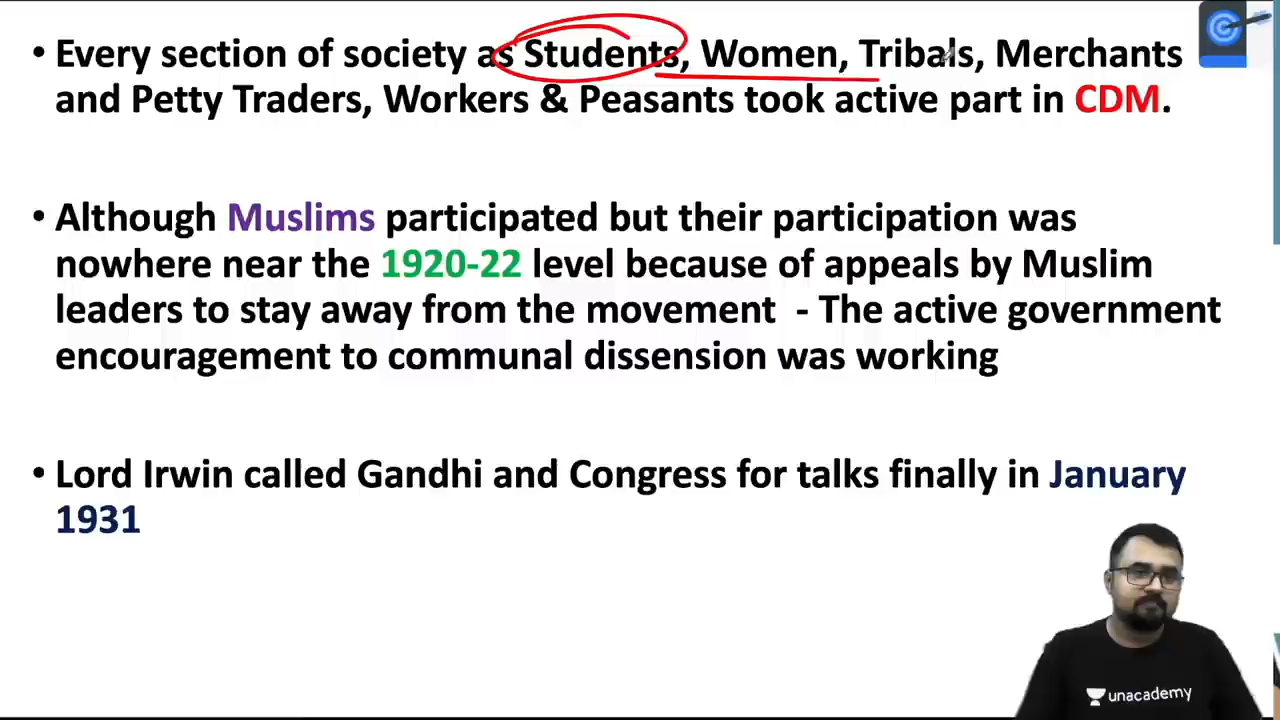 • Every section of society as Students, Women, Tribals, Merchants
and Petty Traders, Workers & Peasants took active part in CDM.
• Although Muslims participated but their participation was
nowhere near the 1920-22 level because of appeals by Muslim
leaders to stay away from the movement - The active government
encouragement to communal dissension was working
• Lord Irwin called Gandhi and Congress for talks finally in January
1931
unacademy